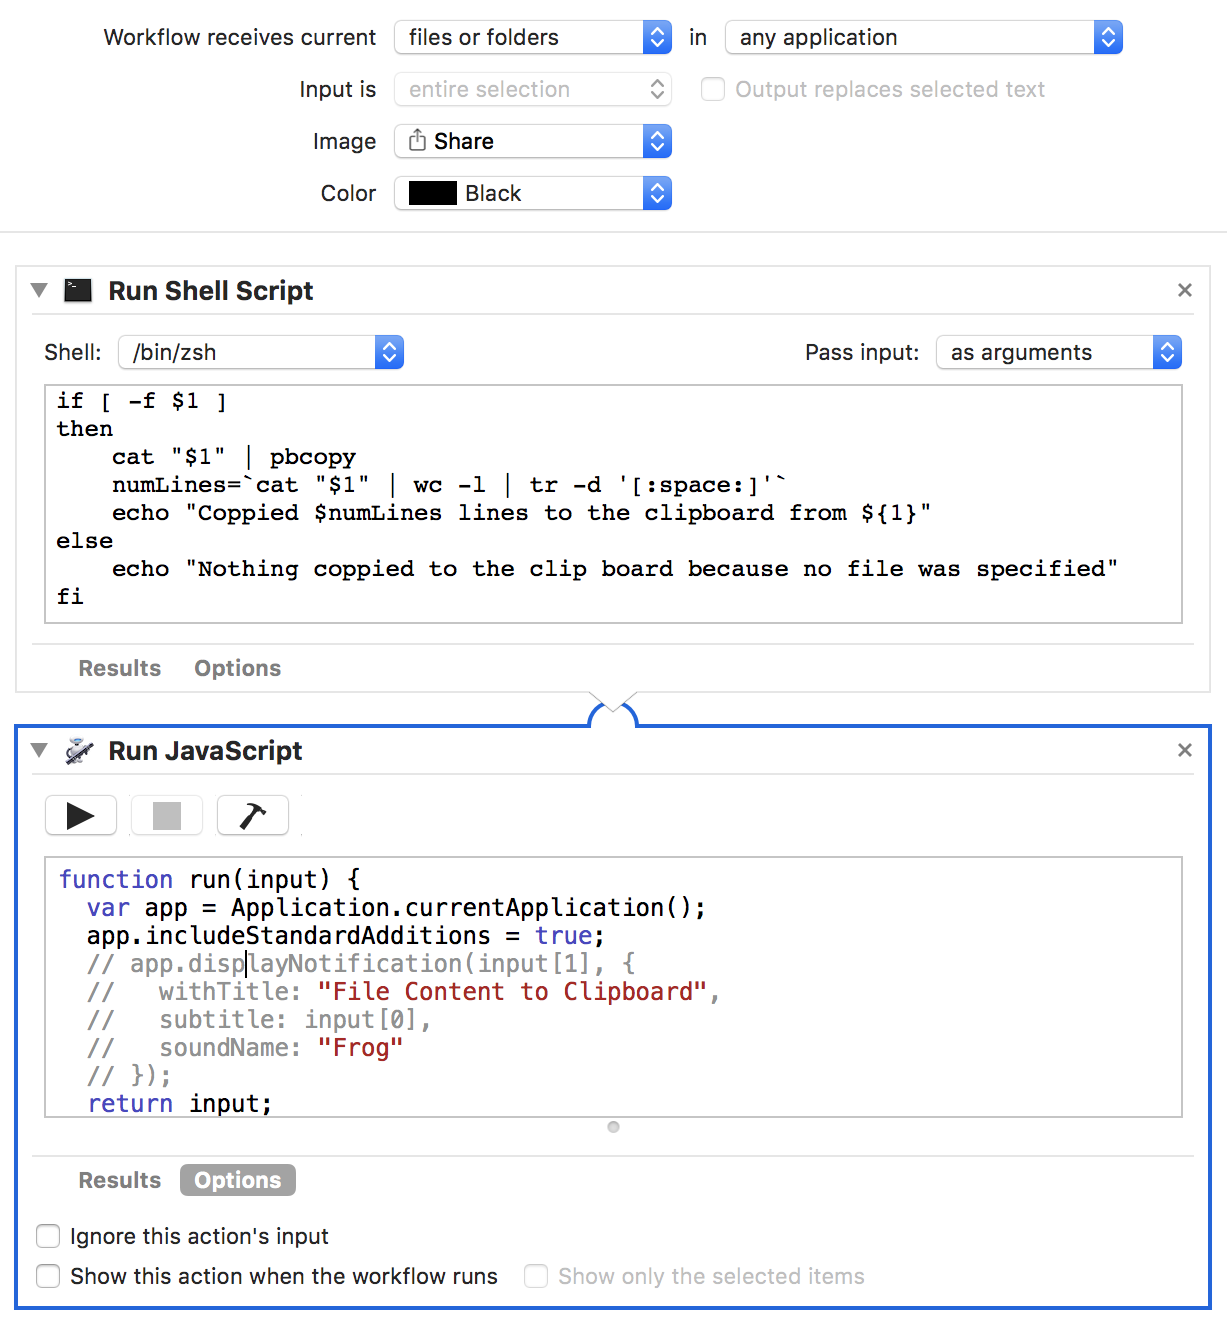 Workflow receives current files or folders in any application
Input is entire selection Output replaces selected text
Image Share
Color Black
Run Shell Script
Shell: /bin/zsh Pass input: as arguments
if [ -f $1 ]
then
    cat "$1" | pbcopy
    numLines=`cat "$1" | wc -l | tr -d '[:space:]'`
    echo "Coppied $numLines lines to the clipboard from ${1}"
else
    echo "Nothing coppied to the clip board because no file was specified"
fi
Results Options
Run JavaScript
function run(input) {
  var app = Application.currentApplication();
  app.includeStandardAdditions = true;
  // app.displayNotification(input[1], {
  //   withTitle: "File Content to Clipboard",
  //   subtitle: input[0],
  //   soundName: "Frog"
  // });
  return input;
Results Options
Ignore this action's input
Show this action when the workflow runs Show only the selected items